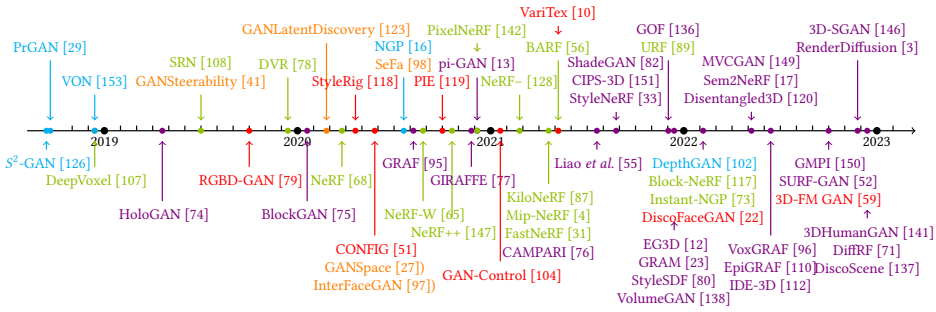 VariTex [10]
GANLatentDiscovery [123]
PixelNeRF [142]
GOF [136]
3D-SGAN [146]
PrGAN [29]
NGP [16]
BARF [56]
URF [89]
RenderDiffusion [3]
SRN [108]
DVR [78]
SeFa [98]
pi-GAN [13]
ShadeGAN [82]
MVCGAN [149]
VON [153]
GANSteerability [41]
StyleRig [118]
PIE [119]
NeRF− [128]
CIPS-3D [151]
Sem2NeRF [17]
StyleNeRF [33]
Disentangled3D [120]
2019
2020
2021
2022
2023
S²-GAN [126]
GRAF [95]
Liao et al. [55]
DepthGAN [102]
GMPI [150]
DeepVoxel [107]
RGBD-GAN [79]
NeRF [68]
GIRAFFE [77]
Block-NeRF [117]
SURF-GAN [52]
KiloNeRF [87]
Instant-NGP [73]
3D-FM GAN [59]
HoloGAN [74]
BlockGAN [75]
NeRF-W [65]
Mip-NeRF [4]
DiscoFaceGAN [22]
NeRF++ [147]
FastNeRF [31]
3DHumanGAN [141]
CONFIG [51]
CAMPARI [76]
EG3D [12]
VoxGRAF [96]
DiffRF [71]
GANSpace [27])
GAN-Control [104]
GRAM [23]
EpiGRAF [110]
DiscoScene [137]
InterFaceGAN [97])
StyleSDF [80]
IDE-3D [112]
VolumeGAN [138]